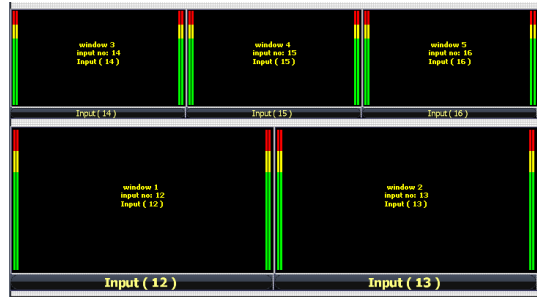 window 3
input no: 14
Input ( 14 )
window 4
input no: 15
Input ( 15 )
window 5
input no: 16
Input ( 16 )
Input ( 14 )
Input ( 15 )
Input ( 16 )
window 1
input no: 12
Input ( 12 )
window 2
input no: 13
Input ( 13 )
Input ( 12 )
Input ( 13 )